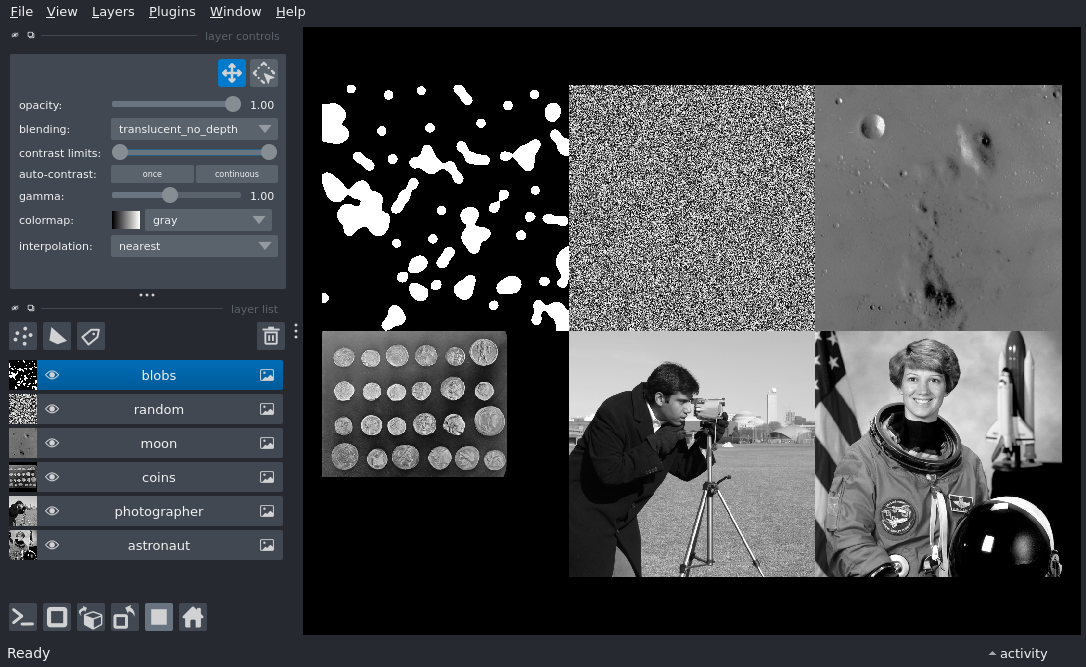 File View Layers Plugins Window Help
layer controls
opacity: 1.00
blending: translucent_no_depth
contrast limits:
auto-contrast: once continuous
gamma: 1.00
colormap: gray
interpolation: nearest
layer list
blobs
random
moon
coins
photographer
astronaut
Ready activity